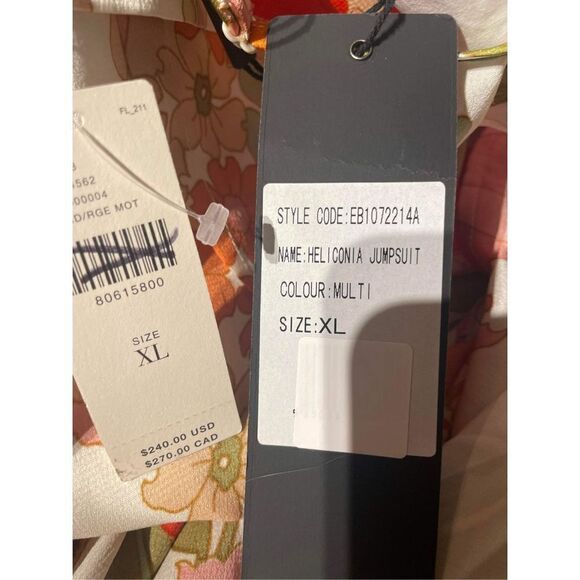 FL_211
4562
00004
D/RGE MOT
80615800
SIZE
XL
$240.00 USD
$270.00 CAD
STYLE CODE:EB1072214A
NAME:HELICONIA JUMPSUIT
COLOUR:MULTI
SIZE:XL